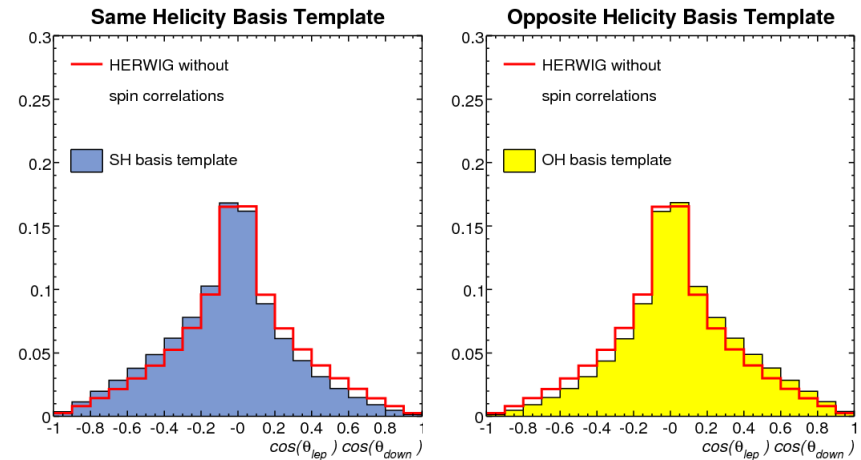 Same Helicity Basis Template
0.3
0.25
0.2
0.15
0.1
0.05
0
HERWIG without
spin correlations
SH basis template
-1 -0.8 -0.6 -0.4 -0.2 -0 0.2 0.4 0.6 0.8 1
cos(θlep) cos(θdown)
Opposite Helicity Basis Template
0.3
0.25
0.2
0.15
0.1
0.05
0
HERWIG without
spin correlations
OH basis template
-1 -0.8 -0.6 -0.4 -0.2 -0 0.2 0.4 0.6 0.8 1
cos(θlep) cos(θdown)